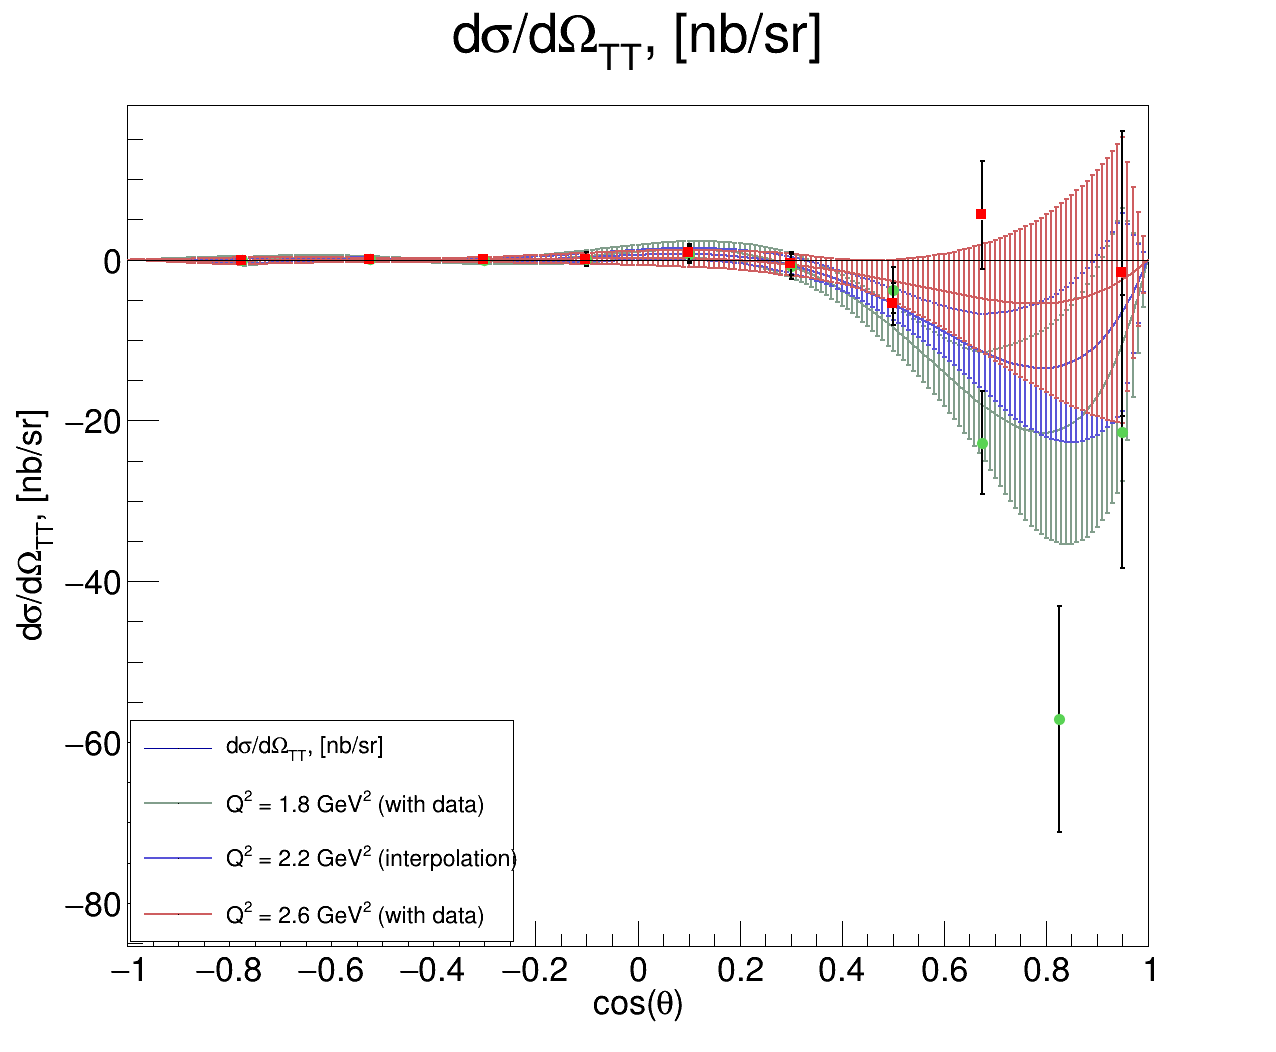 dσ/dΩTT, [nb/sr]
dσ/dΩTT, [nb/sr]
0
−20
−40
−60
−80
dσ/dΩTT, [nb/sr]
Q2 = 1.8 GeV2 (with data)
Q2 = 2.2 GeV2 (interpolation)
Q2 = 2.6 GeV2 (with data)
−1 −0.8 −0.6 −0.4 −0.2 0 0.2 0.4 0.6 0.8 1
cos(θ)